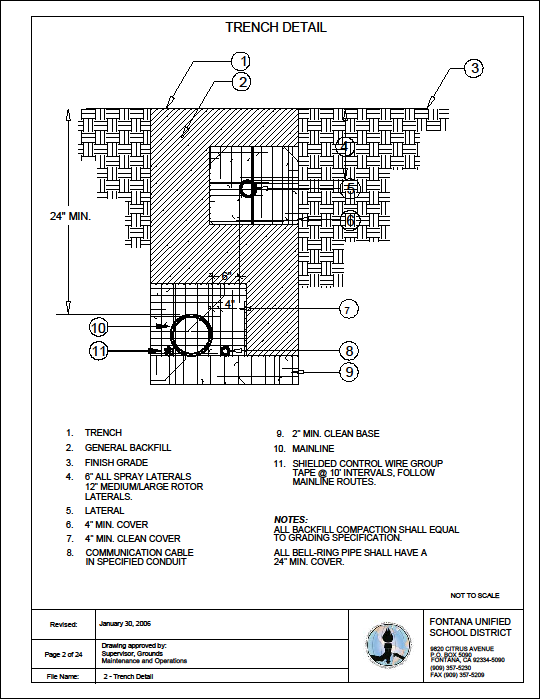 TRENCH DETAIL
1
2
3
4
5
24" MIN.
6
6"
4"
7
10
11
8
9
1. TRENCH
2. GENERAL BACKFILL
3. FINISH GRADE
4. 6" ALL SPRAY LATERALS
12" MEDIUM/LARGE ROTOR
LATERALS.
5. LATERAL
6. 4" MIN. COVER
7. 4" MIN. CLEAN COVER
8. COMMUNICATION CABLE
IN SPECIFIED CONDUIT
9. 2" MIN. CLEAN BASE
10. MAINLINE
11. SHIELDED CONTROL WIRE GROUP
TAPE @ 10' INTERVALS, FOLLOW
MAINLINE ROUTES.
NOTES:
ALL BACKFILL COMPACTION SHALL EQUAL
TO GRADING SPECIFICATION.
ALL BELL-RING PIPE SHALL HAVE A
24" MIN. COVER.
NOT TO SCALE
Revised:
January 30, 2006
Page 2 of 24
Drawing approved by:
Supervisor, Grounds
Maintenance and Operations
File Name:
2 - Trench Detail
FONTANA UNIFIED
SCHOOL DISTRICT
9820 CITRUS AVENUE
P.O. BOX 5090
FONTANA, CA 92334-5090
(909) 357-5230
FAX (909) 357-5209